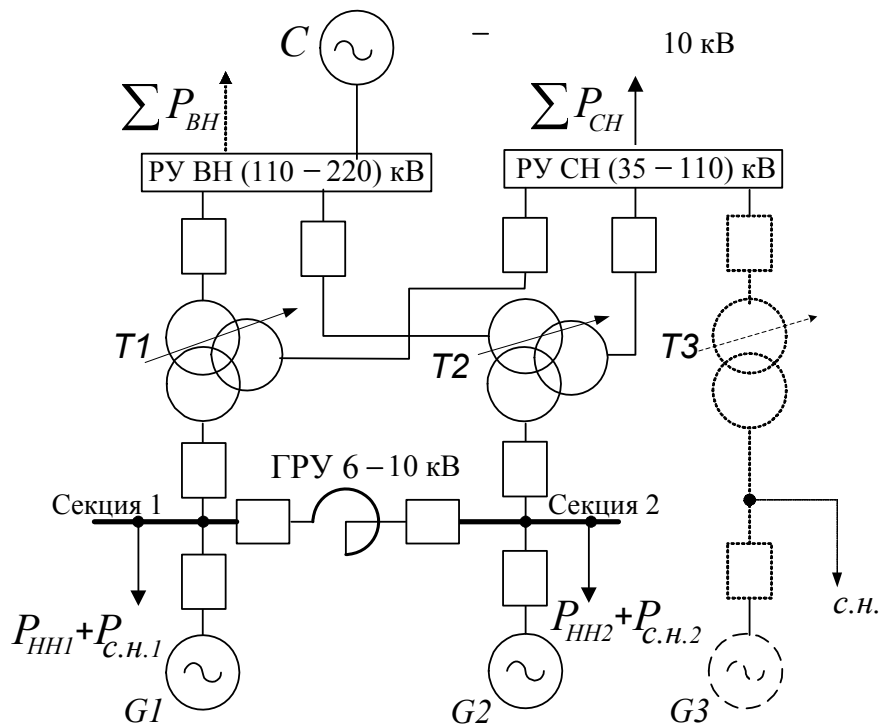 C
– 10 кВ
∑ P_ВН
∑ P_СН
РУ ВН (110 – 220) кВ
РУ СН (35 – 110) кВ
T1
T2
T3
ГРУ 6 – 10 кВ
Секция 1
Секция 2
P_НН1+P_с.н.1
P_НН2+P_с.н.2
с.н.
G1
G2
G3